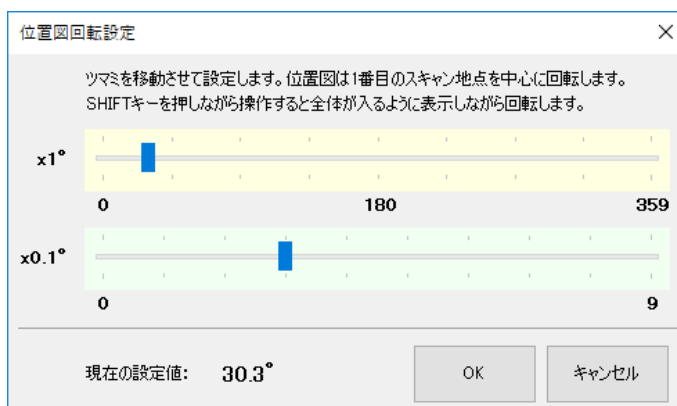 位置図回転設定
ツマミを移動させて設定します。位置図は1番目のスキャン地点を中心に回転します。
SHIFTキーを押しながら操作すると全体が入るように表示しながら回転します。
x1°
0 180 359
x0.1°
0 9
現在の設定値: 30.3° OK キャンセル